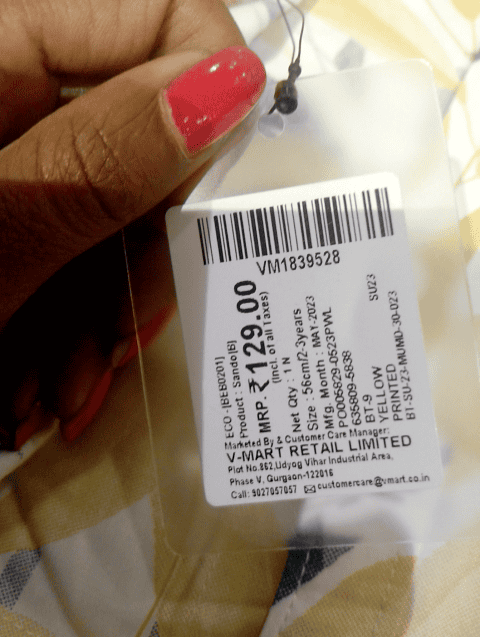 VM1839528
ECO - [BEB0201]
Product : Sando[B]
MRP. ₹129.00
(incl. of all Taxes)
Net Qty : 1 N
Size : 56cm/2-3years
Mfg. Month : MAY-2023
PO005829-0523PWL
635809-5838
BT-9 SU23
YELLOW
PRINTED
BT-SU-23-MUMD-30-023
Marketed By & Customer Care Manager:
V-MART RETAIL LIMITED
Plot No.862,Udyog Vihar Industrial Area,
Phase V, Gurgaon-122016
Call: 9027057057 customercare@vmart.co.in